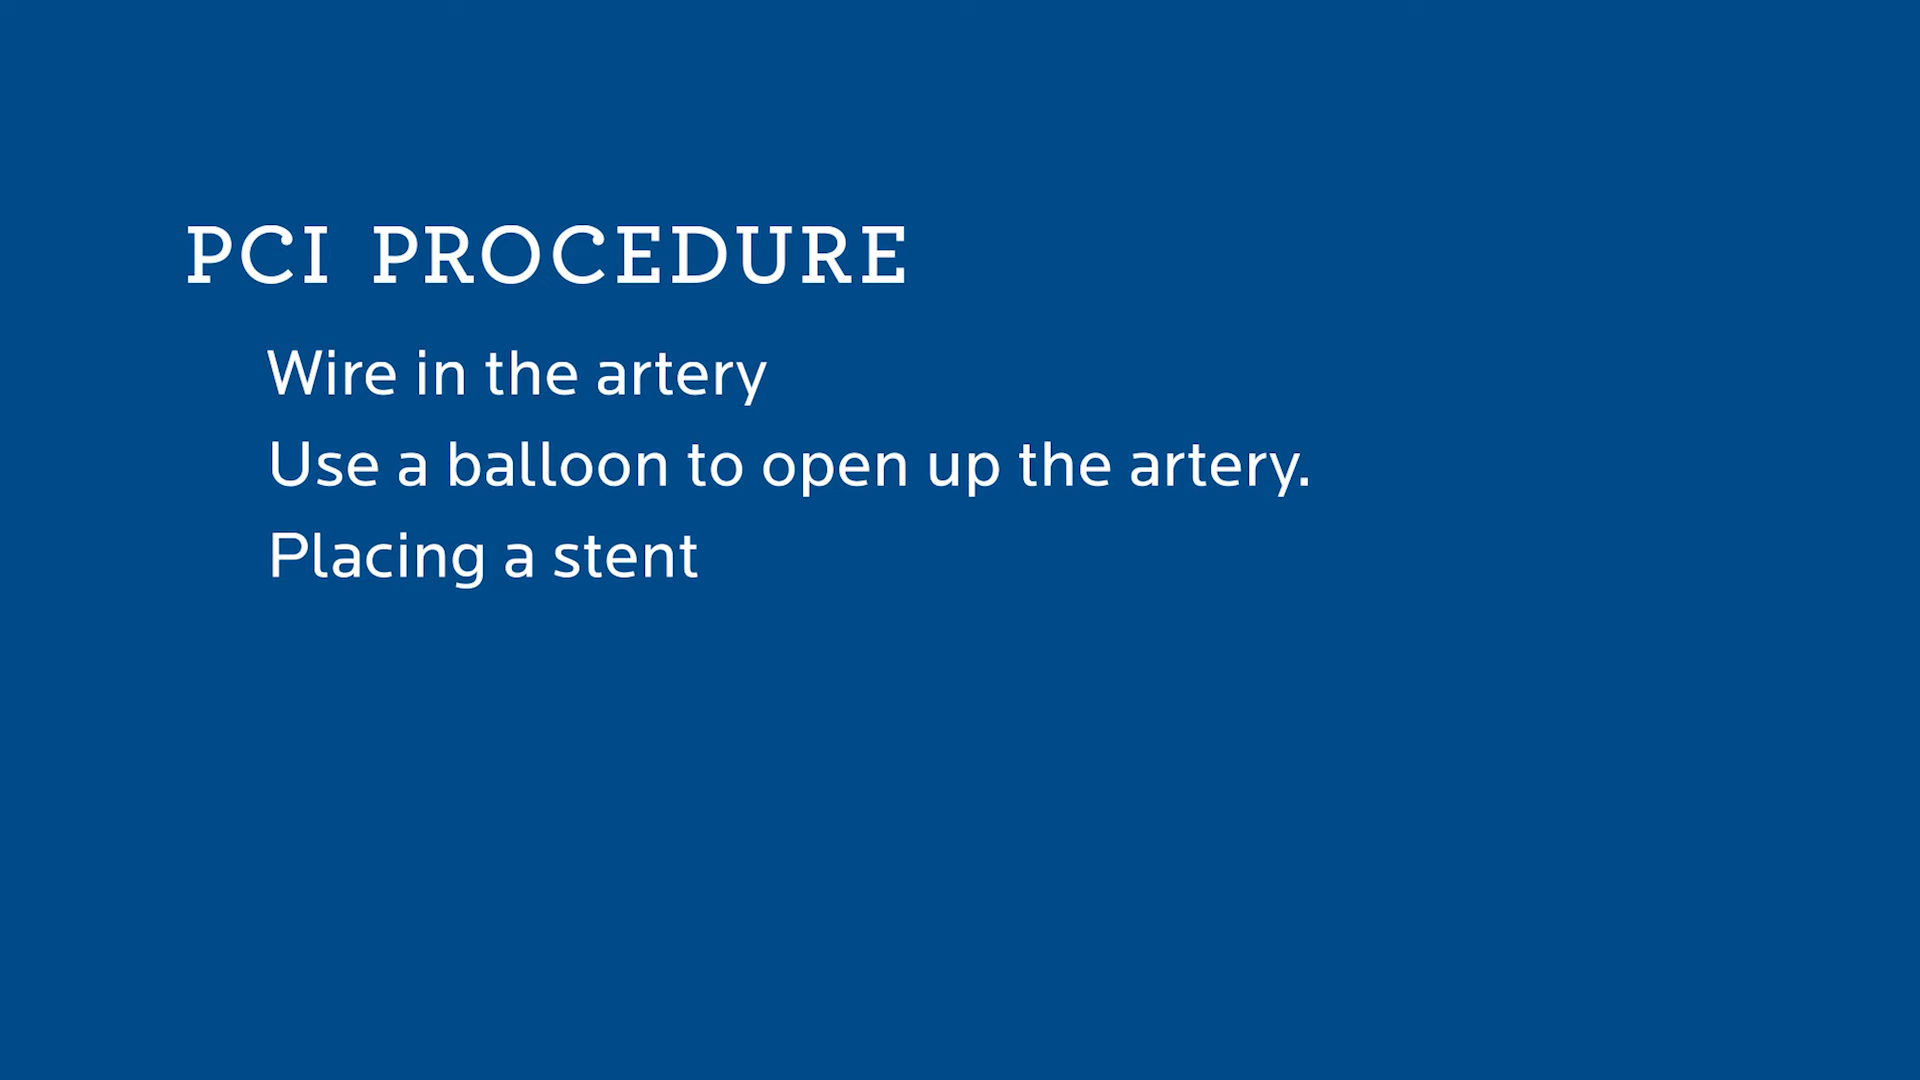 PCI PROCEDURE
Wire in the artery
Use a balloon to open up the artery.
Placing a stent